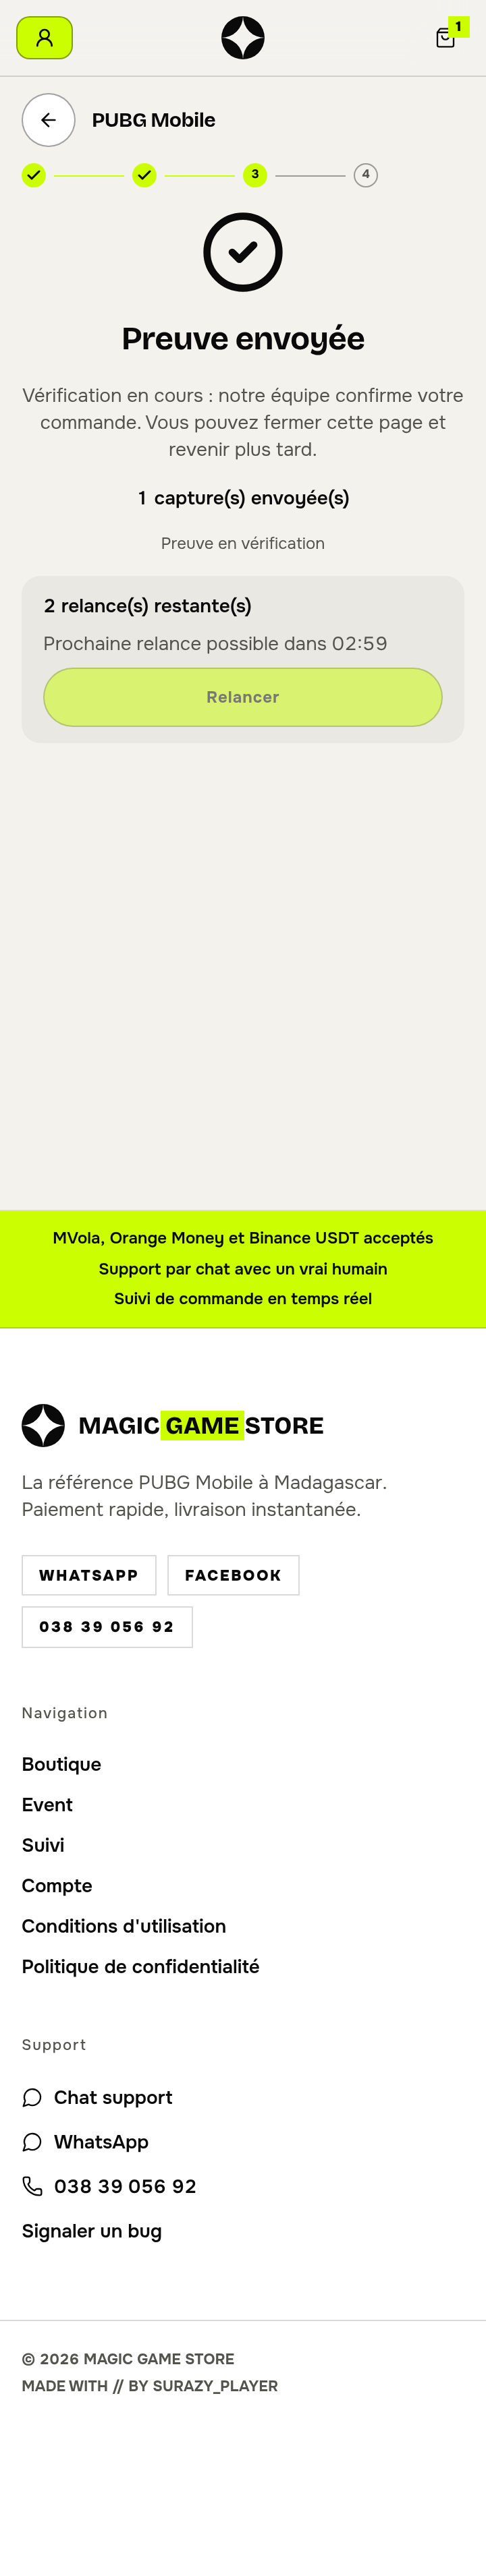 1
PUBG Mobile
3
4
Preuve envoyée
Vérification en cours : notre équipe confirme votre
commande. Vous pouvez fermer cette page et
revenir plus tard.
1 capture(s) envoyée(s)
Preuve en vérification
2 relance(s) restante(s)
Prochaine relance possible dans 02:59
Relancer
MVola, Orange Money et Binance USDT acceptés
Support par chat avec un vrai humain
Suivi de commande en temps réel
MAGIC GAME STORE
La référence PUBG Mobile à Madagascar.
Paiement rapide, livraison instantanée.
WHATSAPP
FACEBOOK
038 39 056 92
Navigation
Boutique
Event
Suivi
Compte
Conditions d'utilisation
Politique de confidentialité
Support
Chat support
WhatsApp
038 39 056 92
Signaler un bug
© 2026 MAGIC GAME STORE
MADE WITH // BY SURAZY_PLAYER